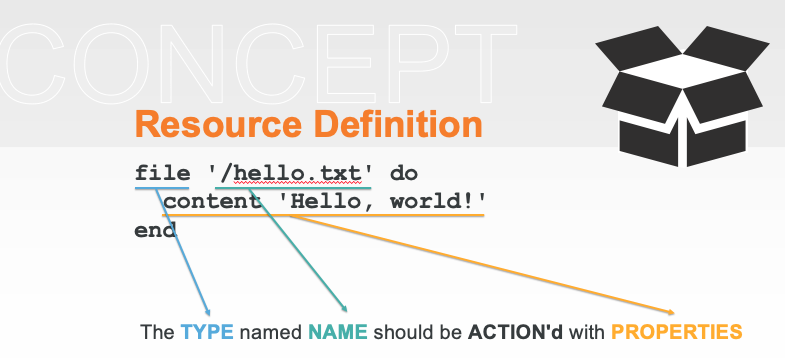 CONCEPT
Resource Definition
file '/hello.txt' do
  content 'Hello, world!'
end
The TYPE named NAME should be ACTION'd with PROPERTIES